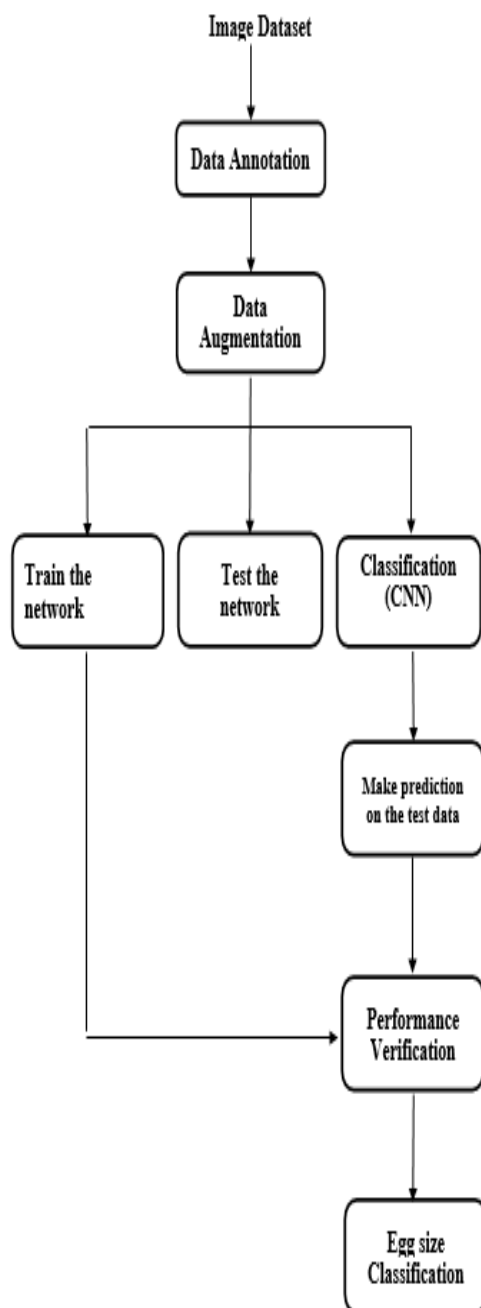 Image Dataset
Data Annotation
Data
Augmentation
Train the
network
Test the
network
Classification
(CNN)
Make prediction
on the test data
Performance
Verification
Egg size
Classification